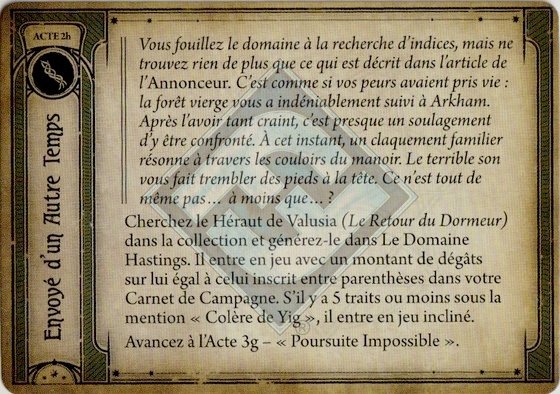 ACTE 2h
Envoyé d'un Autre Temps
Vous fouillez le domaine à la recherche d'indices, mais ne
trouvez rien de plus que ce qui est décrit dans l'article de
l'Annonceur. C'est comme si vos peurs avaient pris vie :
la forêt vierge vous a indéniablement suivi à Arkham.
Après l'avoir tant craint, c'est presque un soulagement
d'y être confronté. À cet instant, un claquement familier
résonne à travers les couloirs du manoir. Le terrible son
vous fait trembler des pieds à la tête. Ce n'est tout de
même pas… à moins que… ?
Cherchez le Héraut de Valusia (Le Retour du Dormeur)
dans la collection et générez-le dans Le Domaine
Hastings. Il entre en jeu avec un montant de dégâts
sur lui égal à celui inscrit entre parenthèses dans votre
Carnet de Campagne. S'il y a 5 traits ou moins sous la
mention « Colère de Yig », il entre en jeu incliné.
Avancez à l'Acte 3g – « Poursuite Impossible ».